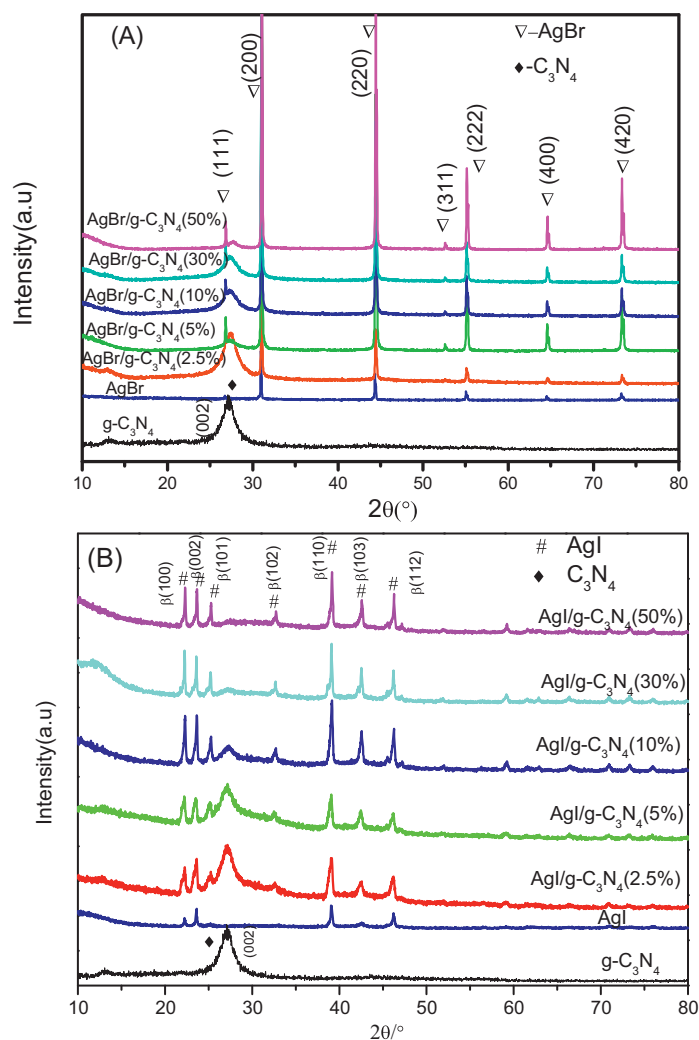 (A)
▽–AgBr
◆-C₃N₄
(111)
▽
▽(200)
(220)
▽
▽(311)
▽(222)
▽(400)
▽(420)
AgBr/g-C₃N₄(50%)
AgBr/g-C₃N₄(30%)
AgBr/g-C₃N₄(10%)
AgBr/g-C₃N₄(5%)
AgBr/g-C₃N₄(2.5%)
AgBr
g-C₃N₄
(002)
◆
Intensity(a.u)
10 20 30 40 50 60 70 80
2θ(°)
(B)
# AgI
◆ C₃N₄
β(100)
#
β(002)
#
β(101)
#
β(102)
#
β(110)
#
β(103)
#
β(112)
#
AgI/g-C₃N₄(50%)
AgI/g-C₃N₄(30%)
AgI/g-C₃N₄(10%)
AgI/g-C₃N₄(5%)
AgI/g-C₃N₄(2.5%)
AgI
◆
(002)
g-C₃N₄
Intensity(a.u)
10 20 30 40 50 60 70 80
2θ/°